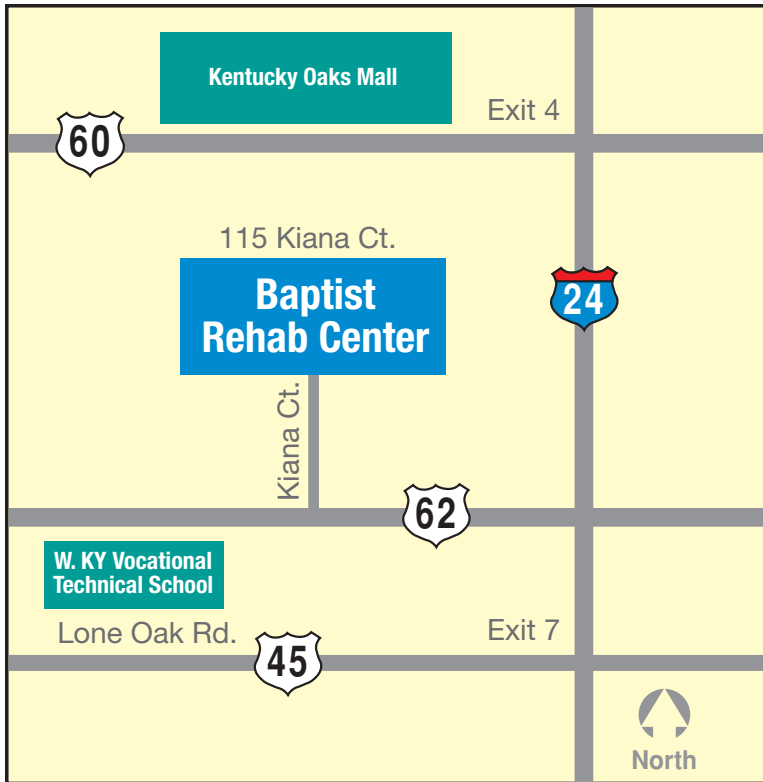 Kentucky Oaks Mall
Exit 4
60
115 Kiana Ct.
Baptist
Rehab Center
24
Kiana Ct.
62
W. KY Vocational
Technical School
Lone Oak Rd.
Exit 7
45
North